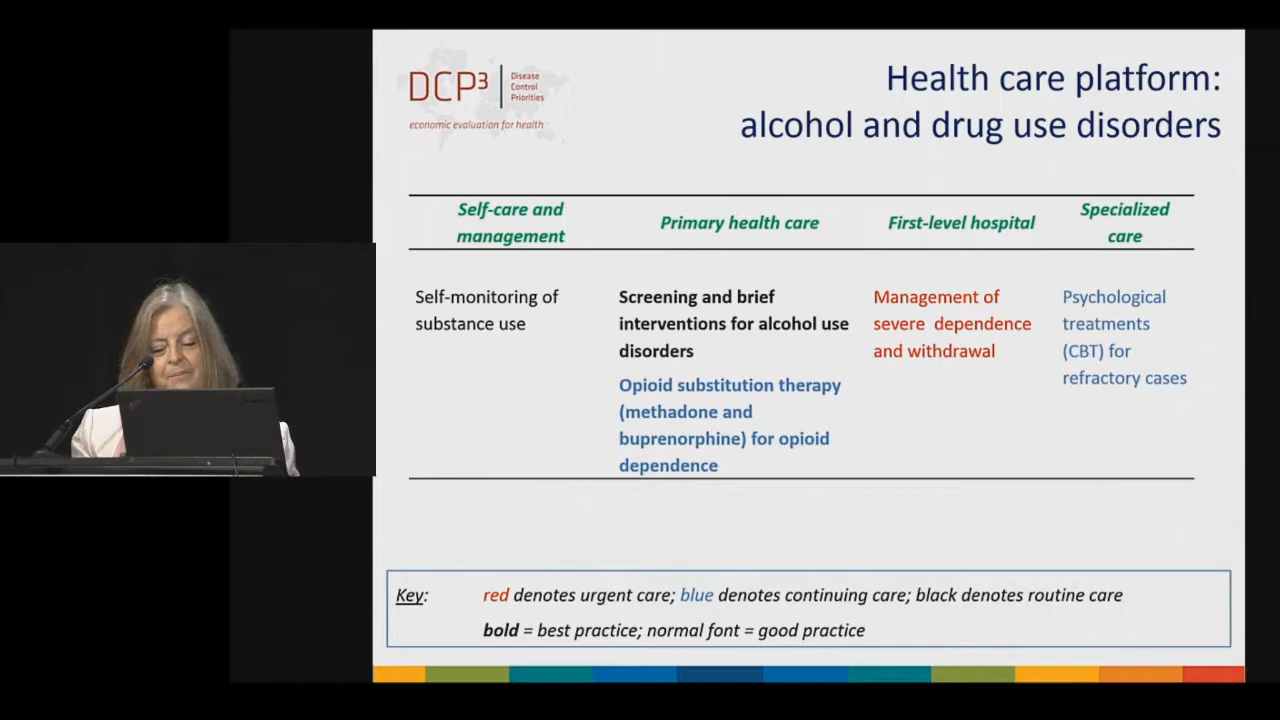 DCP3
Disease
Control
Priorities
economic evaluation for health
Health care platform:
alcohol and drug use disorders
Self-care and
management
Primary health care
First-level hospital
Specialized
care
Self-monitoring of
substance use
Screening and brief
interventions for alcohol use
disorders
Opioid substitution therapy
(methadone and
buprenorphine) for opioid
dependence
Management of
severe dependence
and withdrawal
Psychological
treatments
(CBT) for
refractory cases
Key:
red denotes urgent care; blue denotes continuing care; black denotes routine care
bold = best practice; normal font = good practice